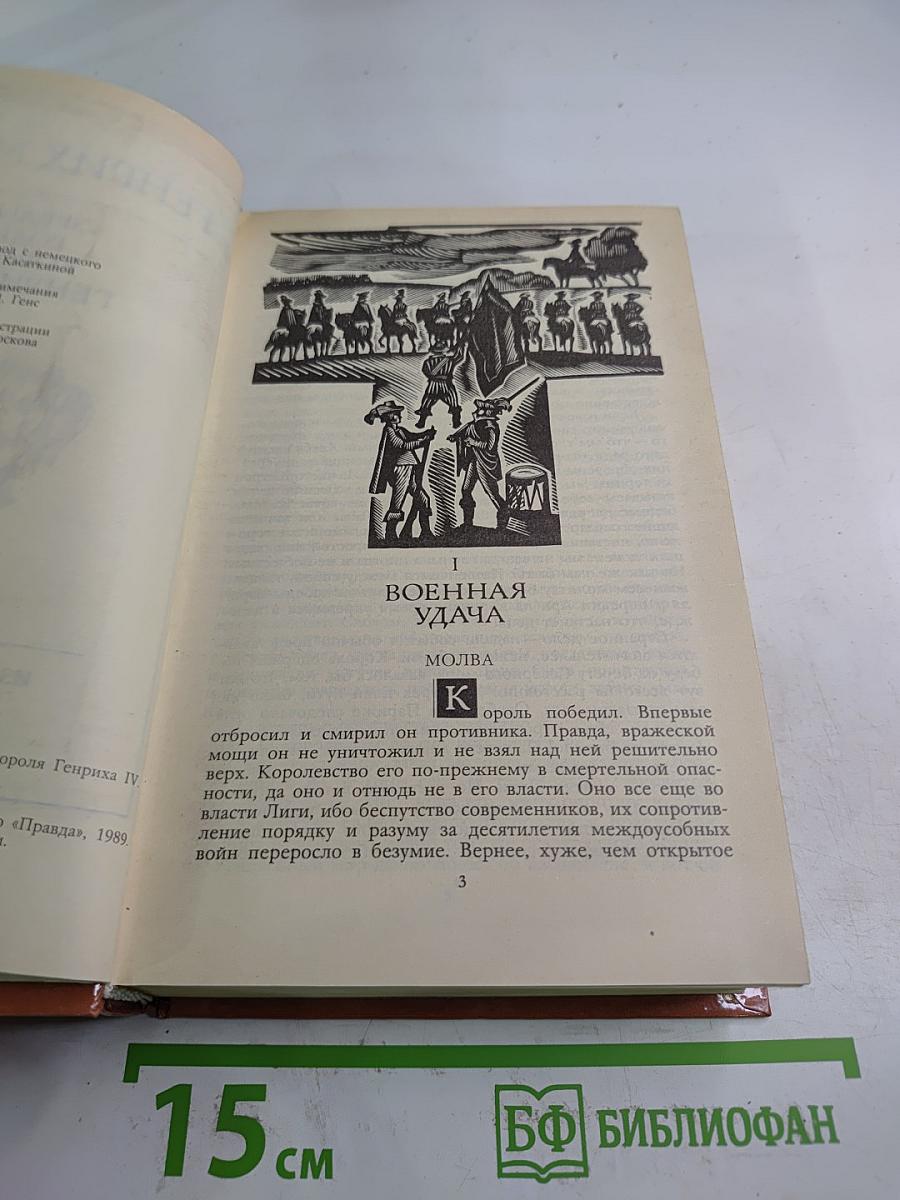 од с немецкого
Касаткиной
имечания
Генс
страции
оскова
ороля Генриха IV.
«Правда», 1989.
I
ВОЕННАЯ
УДАЧА
МОЛВА
Король победил. Впервые
отбросил и смирил он противника. Правда, вражеской
мощи он не уничтожил и не взял над ней решительно
верх. Королевство его по-прежнему в смертельной опас-
ности, да оно и отнюдь не в его власти. Оно все еще во
власти Лиги, ибо беспутство современников, их сопротив-
ление порядку и разуму за десятилетия междоусобных
войн переросло в безумие. Вернее, хуже, чем открытое
3
15 см
БФ БИБЛИОФАН